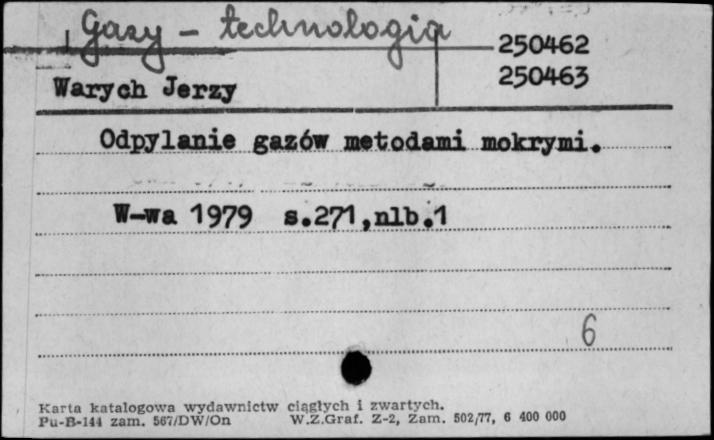 Gazy – technologia
250462
Warych Jerzy
250463
Odpylanie gazów metodami mokrymi.
W-wa 1979 s.271,nlb.1
6
Karta katalogowa wydawnictw ciągłych i zwartych.
Pu-B-144 zam. 567/DW/On W.Z.Graf. Z-2, Zam. 502/77, 6 400 000